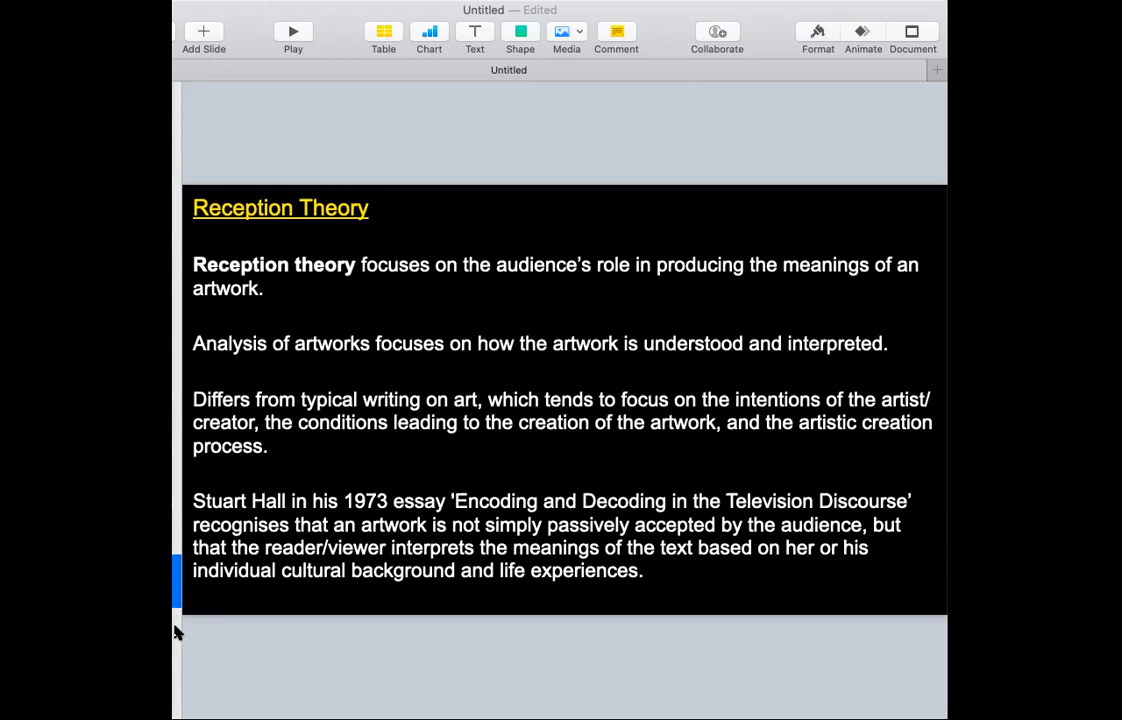 Untitled — Edited
Add Slide Play Table Chart Text Shape Media Comment Collaborate Format Animate Document
Untitled
Reception Theory
Reception theory focuses on the audience’s role in producing the meanings of an
artwork.
Analysis of artworks focuses on how the artwork is understood and interpreted.
Differs from typical writing on art, which tends to focus on the intentions of the artist/
creator, the conditions leading to the creation of the artwork, and the artistic creation
process.
Stuart Hall in his 1973 essay 'Encoding and Decoding in the Television Discourse’
recognises that an artwork is not simply passively accepted by the audience, but
that the reader/viewer interprets the meanings of the text based on her or his
individual cultural background and life experiences.